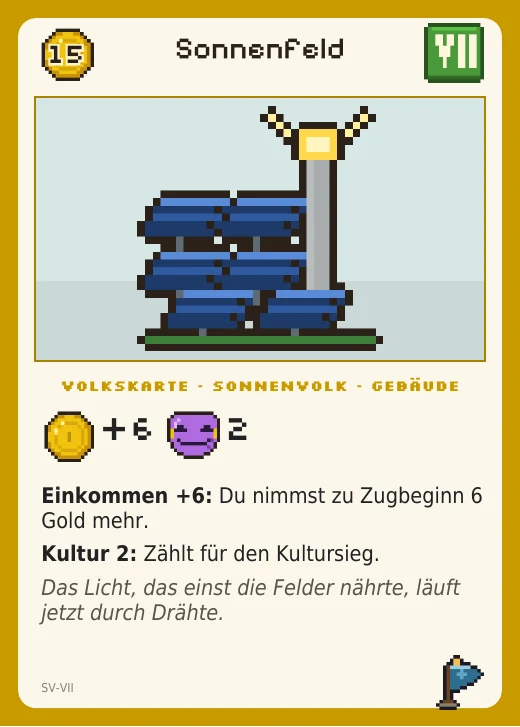 15
Sonnenfeld
VII
VOLKSKARTE - SONNENVOLK - GEBÄUDE
+6 2
Einkommen +6: Du nimmst zu Zugbeginn 6
Gold mehr.
Kultur 2: Zählt für den Kultursieg.
Das Licht, das einst die Felder nährte, läuft
jetzt durch Drähte.
SV-VII